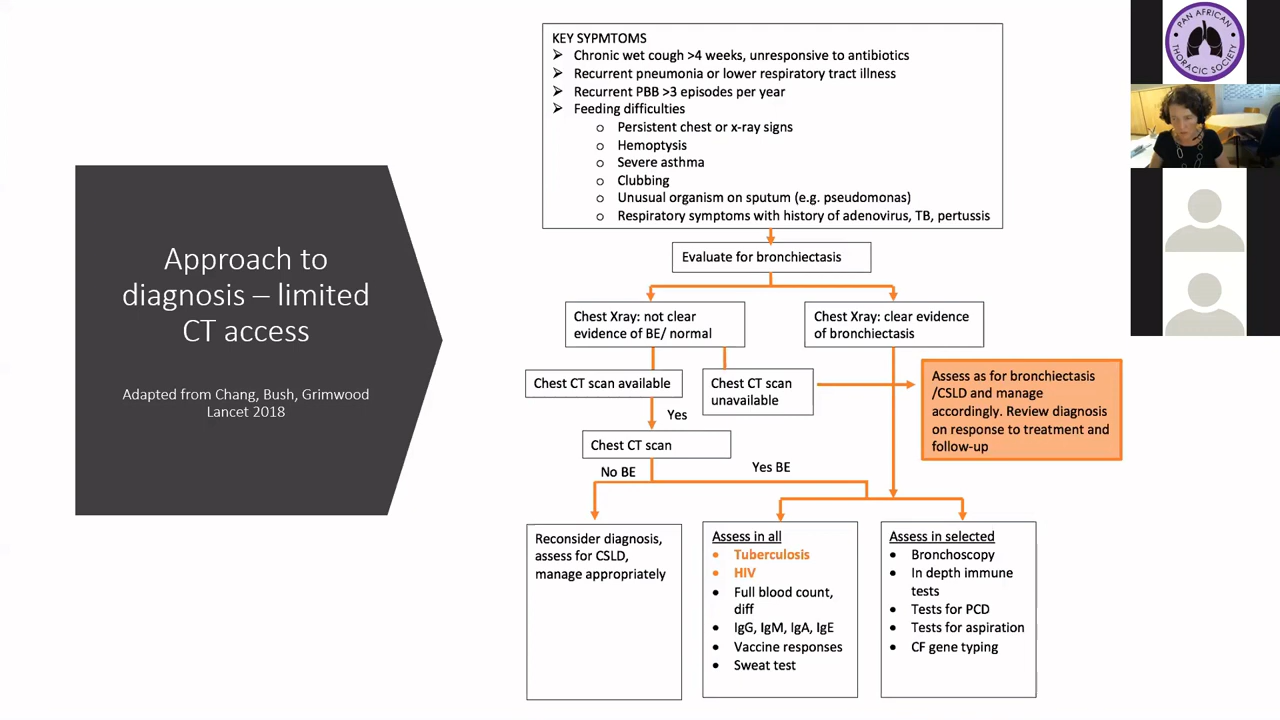 Approach to
diagnosis – limited
CT access
Adapted from Chang, Bush, Grimwood
Lancet 2018
KEY SYPMTOMS
➢ Chronic wet cough >4 weeks, unresponsive to antibiotics
➢ Recurrent pneumonia or lower respiratory tract illness
➢ Recurrent PBB >3 episodes per year
➢ Feeding difficulties
o Persistent chest or x-ray signs
o Hemoptysis
o Severe asthma
o Clubbing
o Unusual organism on sputum (e.g. pseudomonas)
o Respiratory symptoms with history of adenovirus, TB, pertussis
Evaluate for bronchiectasis
Chest Xray: not clear
evidence of BE/ normal
Chest Xray: clear evidence
of bronchiectasis
Chest CT scan available
Chest CT scan
unavailable
Assess as for bronchiectasis
/CSLD and manage
accordingly. Review diagnosis
on response to treatment and
follow-up
Yes
Chest CT scan
No BE
Yes BE
Reconsider diagnosis,
assess for CSLD,
manage appropriately
Assess in all
• Tuberculosis
• HIV
• Full blood count,
diff
• IgG, IgM, IgA, IgE
• Vaccine responses
• Sweat test
Assess in selected
• Bronchoscopy
• In depth immune
tests
• Tests for PCD
• Tests for aspiration
• CF gene typing
PAN AFRICAN
THORACIC SOCIETY